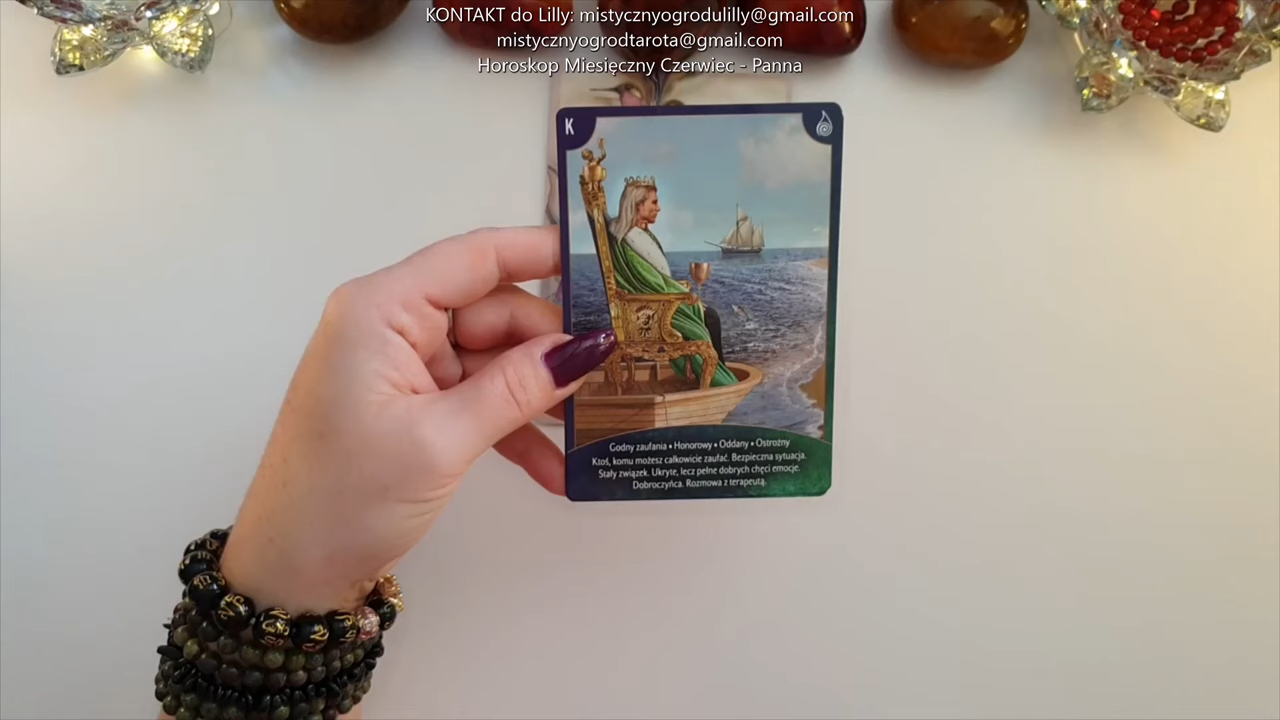 KONTAKT do Lilly: mistycznyogrodulilly@gmail.com
mistycznyogrodtarota@gmail.com
Horoskop Miesięczny Czerwiec - Panna
K
Godny zaufania • Honorowy • Oddany • Ostrożny
Ktoś, komu możesz całkowicie zaufać. Bezpieczna sytuacja.
Stały związek. Ukryte, lecz pełne dobrych chęci emocje.
Dobroczyńca. Rozmowa z terapeutą.